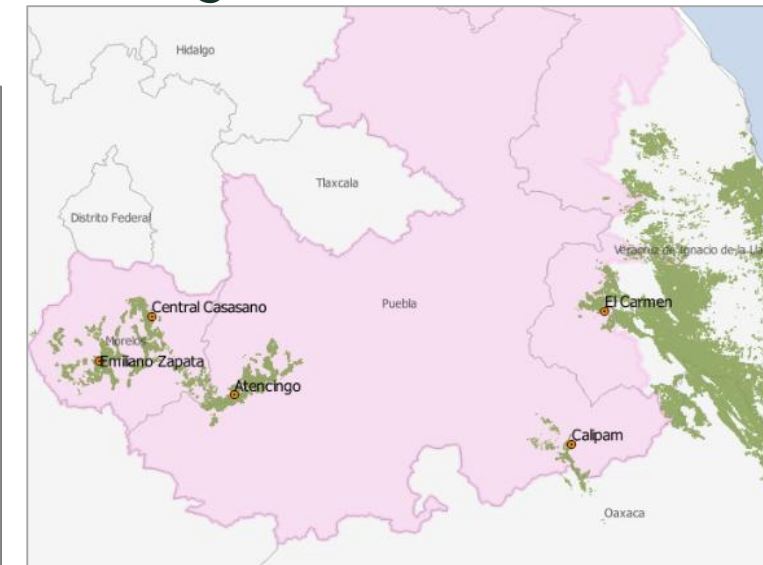 Hidalgo
Tlaxcala
Distrito Federal
Veracruz de Ignacio de la Lla
Central Casasano
Puebla
El Carmen
Morelos
Emiliano Zapata
Atencingo
Calipam
Oaxaca